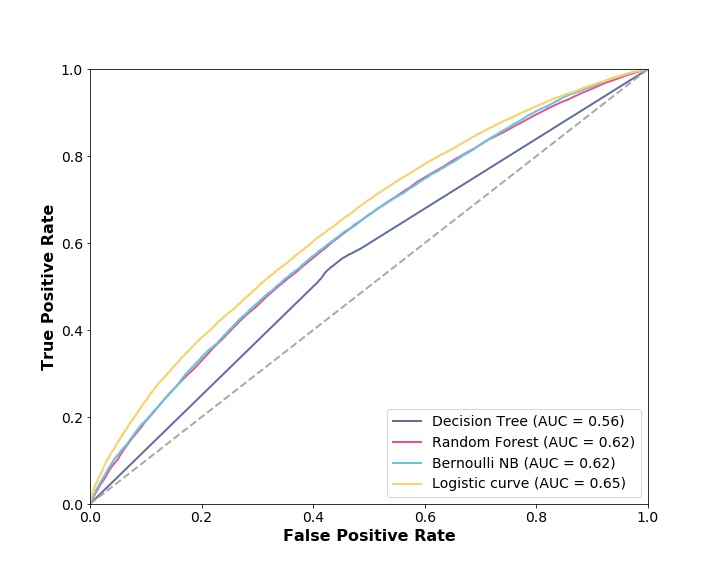 1.0
0.8
0.6
0.4
0.2
0.0
True Positive Rate
Decision Tree (AUC = 0.56)
Random Forest (AUC = 0.62)
Bernoulli NB (AUC = 0.62)
Logistic curve (AUC = 0.65)
0.0 0.2 0.4 0.6 0.8 1.0
False Positive Rate